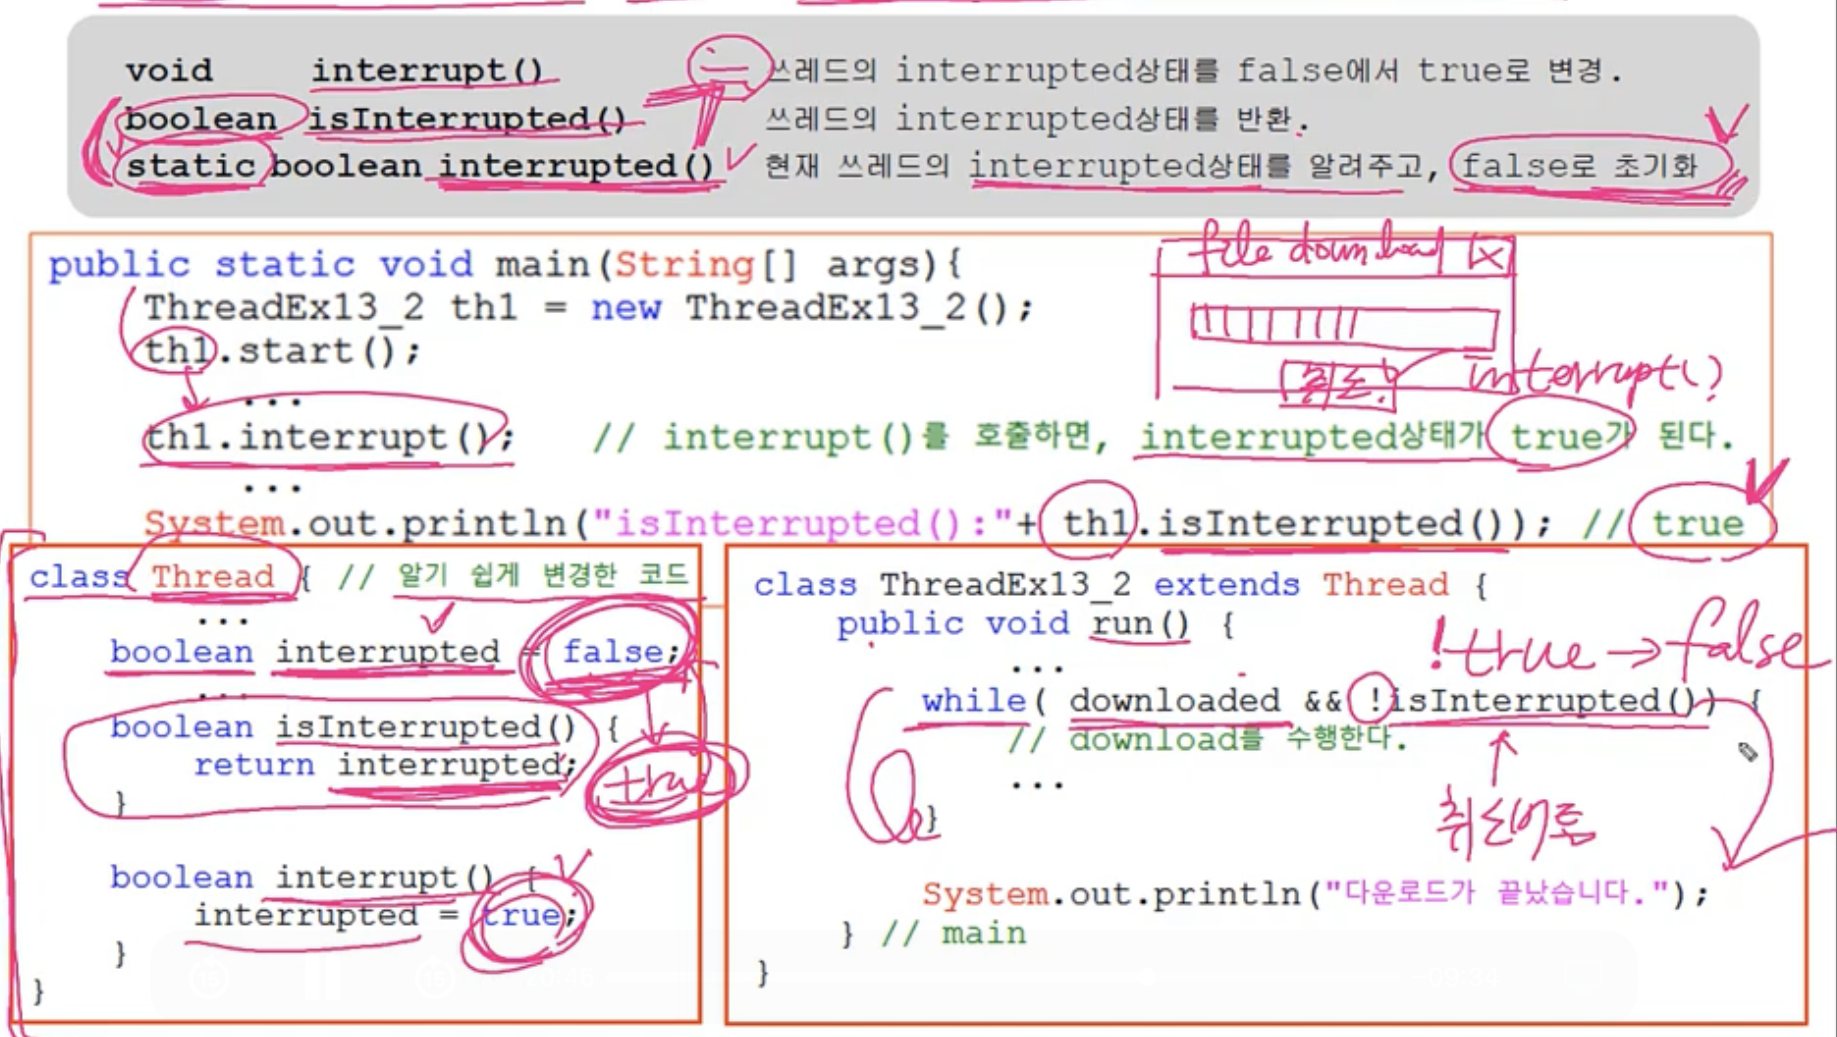 void interrupt() 쓰레드의 interrupted상태를 false에서 true로 변경.
boolean isInterrupted() 쓰레드의 interrupted상태를 반환.
static boolean interrupted() 현재 쓰레드의 interrupted상태를 알려주고, false로 초기화
public static void main(String[] args){
file download X
ThreadEx13_2 th1 = new ThreadEx13_2();
th1.start();
...
취소 interrupt()
th1.interrupt(); // interrupt()를 호출하면, interrupted상태가 true가 된다.
...
System.out.println("isInterrupted():"+ th1.isInterrupted()); // true
class Thread { // 알기 쉽게 변경한 코드
...
boolean interrupted = false;
...
boolean isInterrupted() {
return interrupted;
true
}
boolean interrupt() {
interrupted = true;
}
}
class ThreadEx13_2 extends Thread {
public void run() {
...
!true → false
while( downloaded && !isInterrupted()) {
// download를 수행한다.
...
취소버튼
}
System.out.println("다운로드가 끝났습니다.");
} // main
}